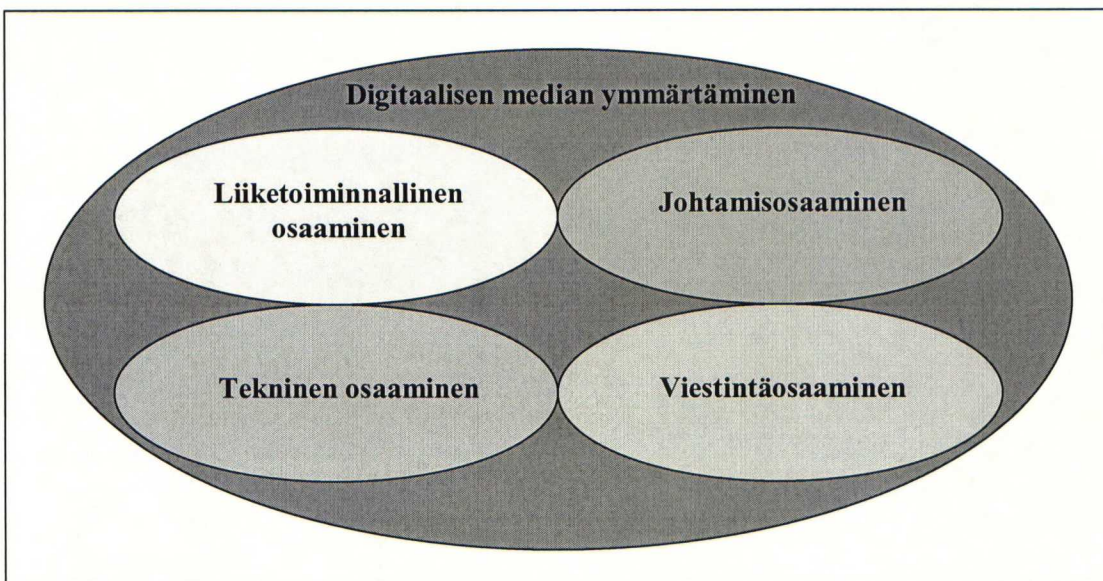 Digitaalisen median ymmärtäminen
Liiketoiminnallinen
osaaminen
Johtamisosaaminen
Tekninen osaaminen
Viestintäosaaminen